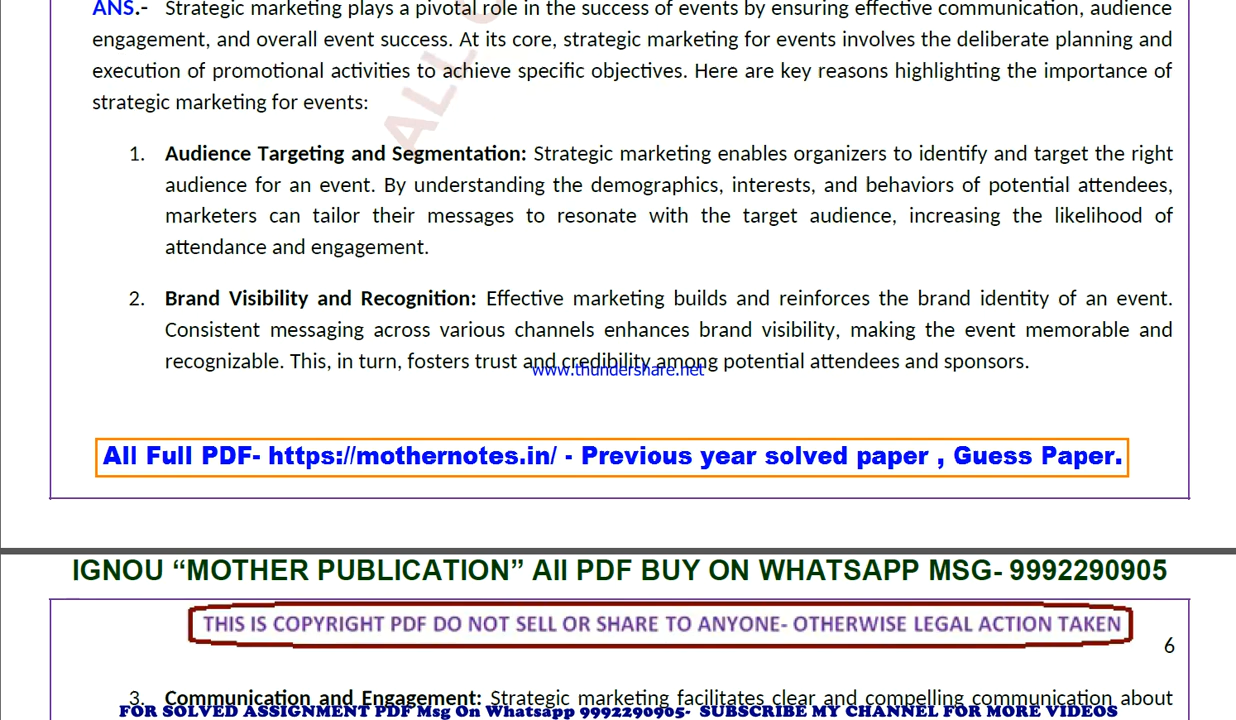 ANS.- Strategic marketing plays a pivotal role in the success of events by ensuring effective communication, audience
engagement, and overall event success. At its core, strategic marketing for events involves the deliberate planning and
execution of promotional activities to achieve specific objectives. Here are key reasons highlighting the importance of
strategic marketing for events:
ALL
1. Audience Targeting and Segmentation: Strategic marketing enables organizers to identify and target the right
audience for an event. By understanding the demographics, interests, and behaviors of potential attendees,
marketers can tailor their messages to resonate with the target audience, increasing the likelihood of
attendance and engagement.
2. Brand Visibility and Recognition: Effective marketing builds and reinforces the brand identity of an event.
Consistent messaging across various channels enhances brand visibility, making the event memorable and
recognizable. This, in turn, fosters trust and credibility among potential attendees and sponsors.
www.thundershare.net
All Full PDF- https://mothernotes.in/ - Previous year solved paper , Guess Paper.
IGNOU “MOTHER PUBLICATION” All PDF BUY ON WHATSAPP MSG- 9992290905
THIS IS COPYRIGHT PDF DO NOT SELL OR SHARE TO ANYONE- OTHERWISE LEGAL ACTION TAKEN
6
3. Communication and Engagement: Strategic marketing facilitates clear and compelling communication about
FOR SOLVED ASSIGNMENT PDF Msg On Whatsapp 9992290905- SUBSCRIBE MY CHANNEL FOR MORE VIDEOS